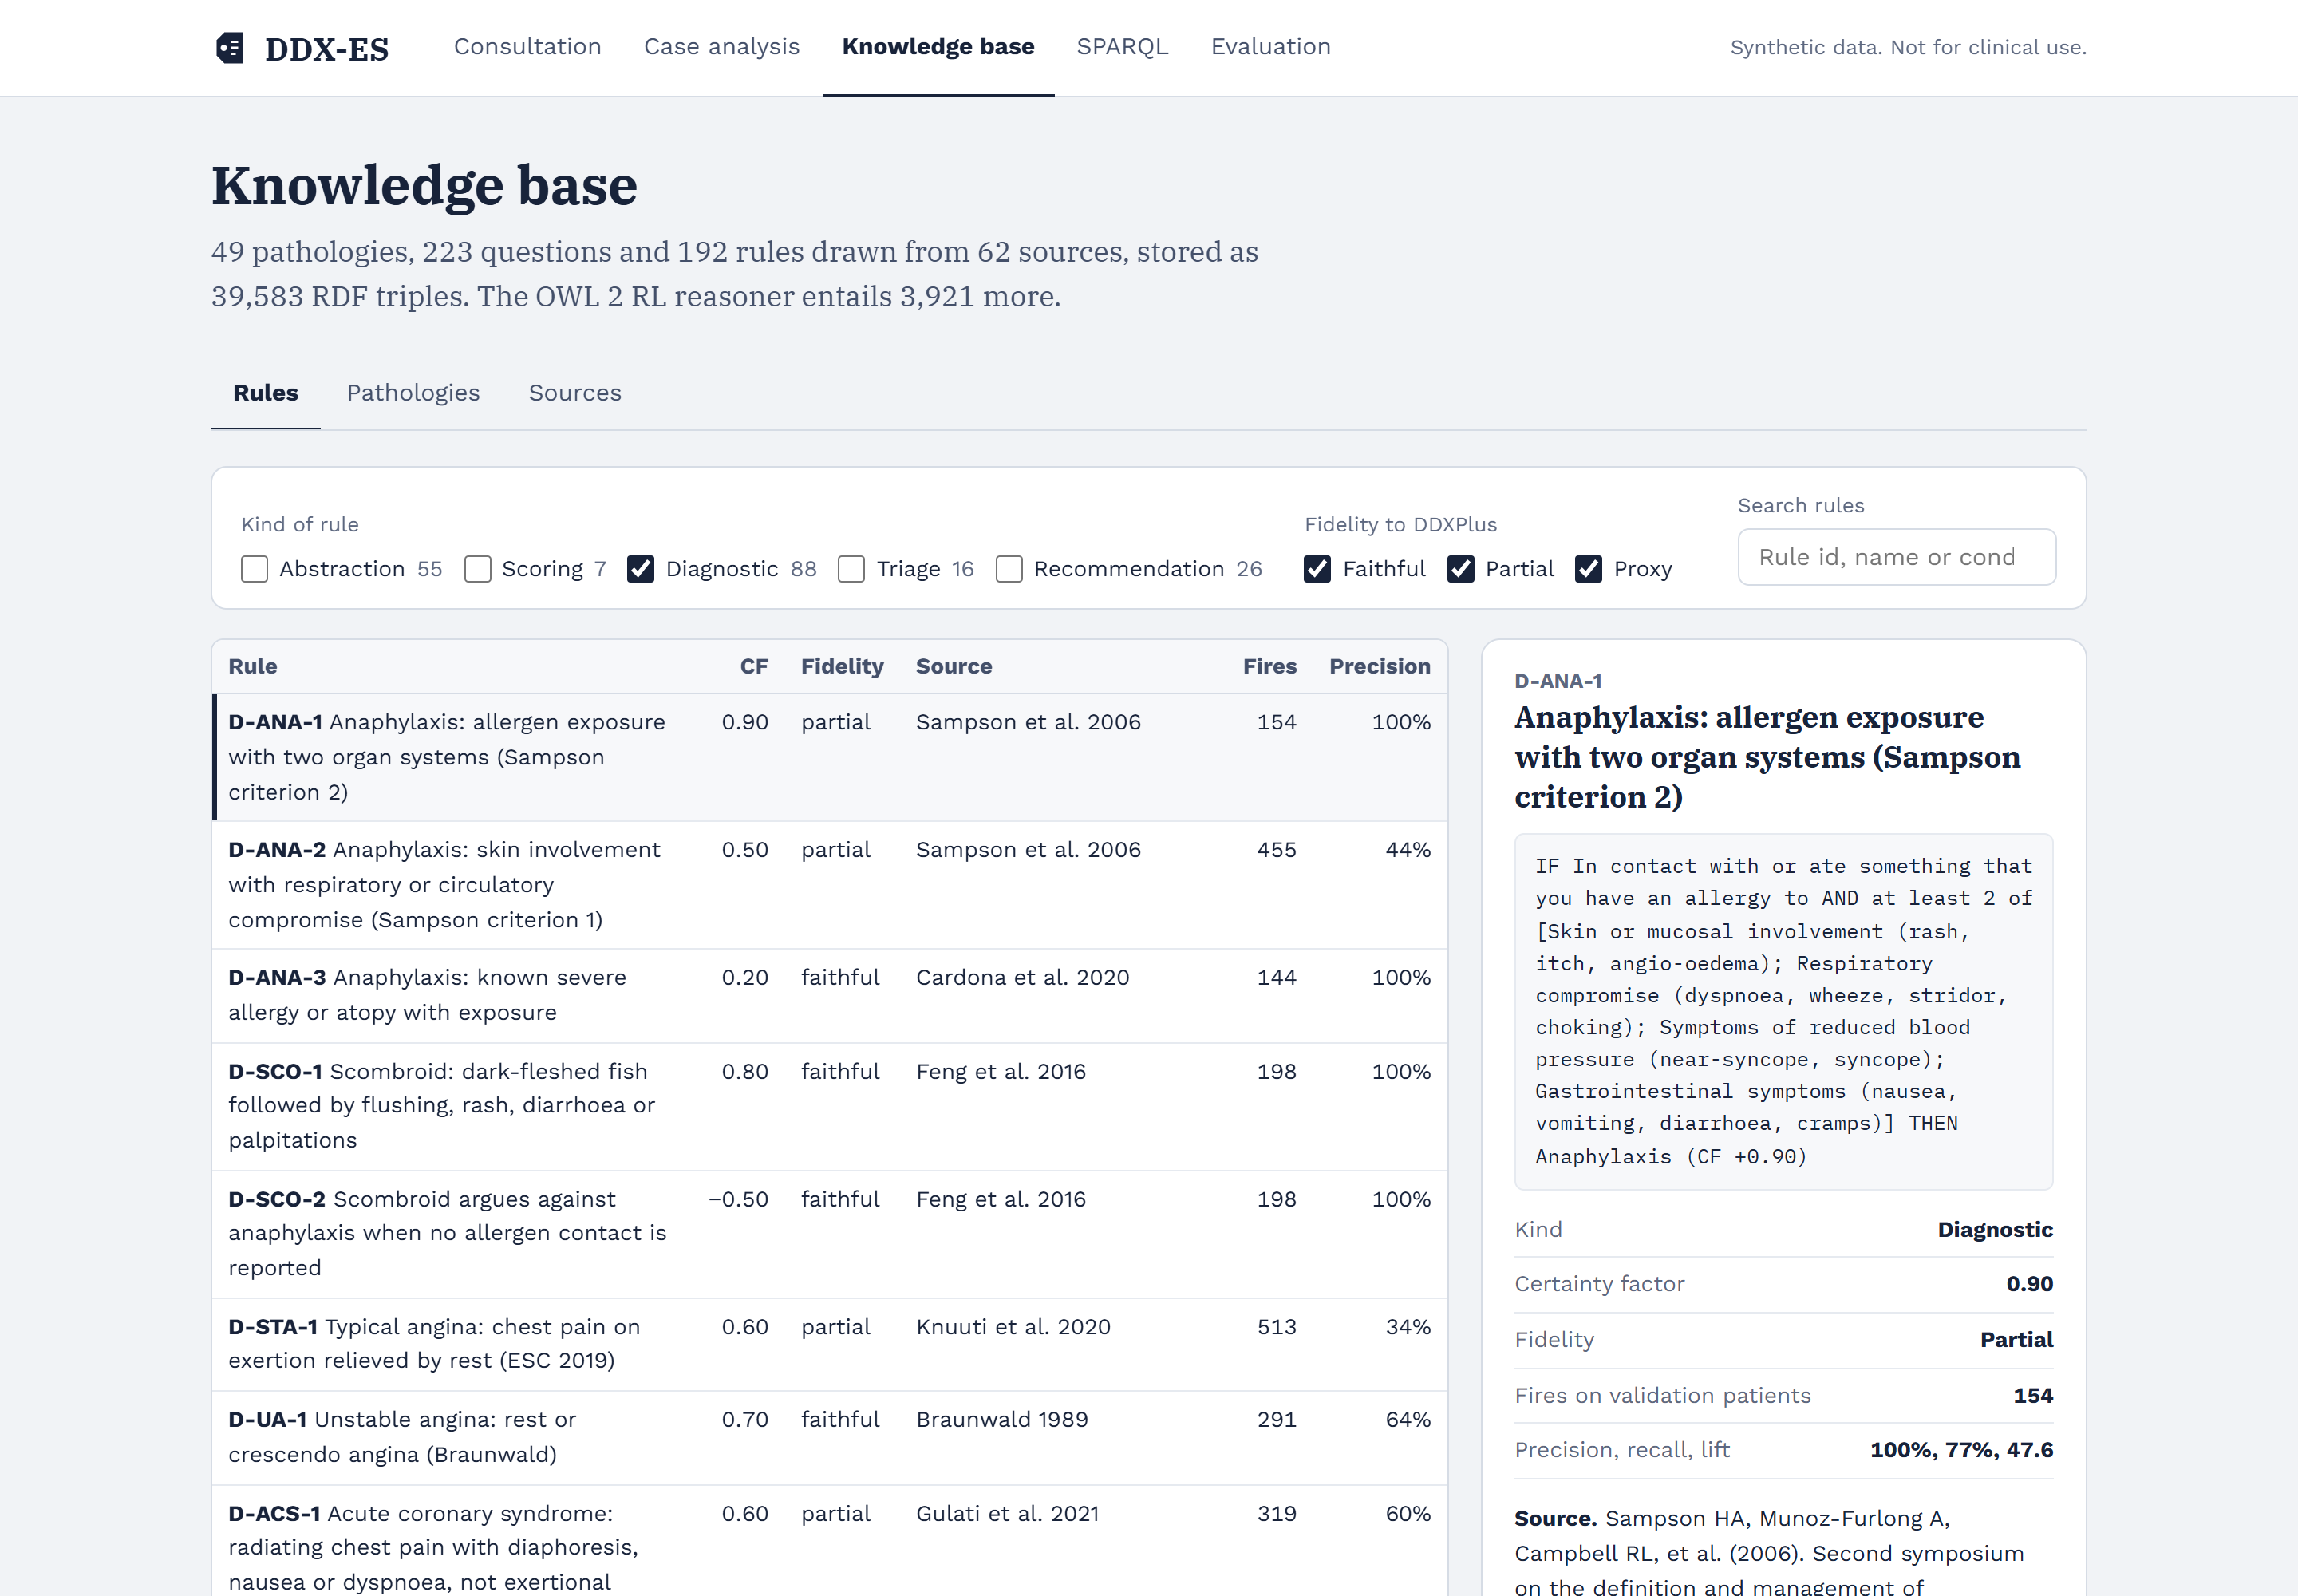 DDX-ES
Consultation
Case analysis
Knowledge base
SPARQL
Evaluation
Synthetic data. Not for clinical use.
Knowledge base
49 pathologies, 223 questions and 192 rules drawn from 62 sources, stored as
39,583 RDF triples. The OWL 2 RL reasoner entails 3,921 more.
Rules
Pathologies
Sources
Kind of rule
Abstraction 55
Scoring 7
Diagnostic 88
Triage 16
Recommendation 26
Fidelity to DDXPlus
Faithful
Partial
Proxy
Search rules
Rule id, name or cond
Rule CF Fidelity Source Fires Precision
D-ANA-1 Anaphylaxis: allergen exposure 0.90 partial Sampson et al. 2006 154 100%
with two organ systems (Sampson
criterion 2)
D-ANA-2 Anaphylaxis: skin involvement 0.50 partial Sampson et al. 2006 455 44%
with respiratory or circulatory
compromise (Sampson criterion 1)
D-ANA-3 Anaphylaxis: known severe 0.20 faithful Cardona et al. 2020 144 100%
allergy or atopy with exposure
D-SCO-1 Scombroid: dark-fleshed fish 0.80 faithful Feng et al. 2016 198 100%
followed by flushing, rash, diarrhoea or
palpitations
D-SCO-2 Scombroid argues against −0.50 faithful Feng et al. 2016 198 100%
anaphylaxis when no allergen contact is
reported
D-STA-1 Typical angina: chest pain on 0.60 partial Knuuti et al. 2020 513 34%
exertion relieved by rest (ESC 2019)
D-UA-1 Unstable angina: rest or 0.70 faithful Braunwald 1989 291 64%
crescendo angina (Braunwald)
D-ACS-1 Acute coronary syndrome: 0.60 partial Gulati et al. 2021 319 60%
radiating chest pain with diaphoresis,
nausea or dyspnoea, not exertional
D-ANA-1
Anaphylaxis: allergen exposure
with two organ systems (Sampson
criterion 2)
IF In contact with or ate something that
you have an allergy to AND at least 2 of
[Skin or mucosal involvement (rash,
itch, angio-oedema); Respiratory
compromise (dyspnoea, wheeze, stridor,
choking); Symptoms of reduced blood
pressure (near-syncope, syncope);
Gastrointestinal symptoms (nausea,
vomiting, diarrhoea, cramps)] THEN
Anaphylaxis (CF +0.90)
Kind Diagnostic
Certainty factor 0.90
Fidelity Partial
Fires on validation patients 154
Precision, recall, lift 100%, 77%, 47.6
Source. Sampson HA, Munoz-Furlong A,
Campbell RL, et al. (2006). Second symposium
on the definition and management of